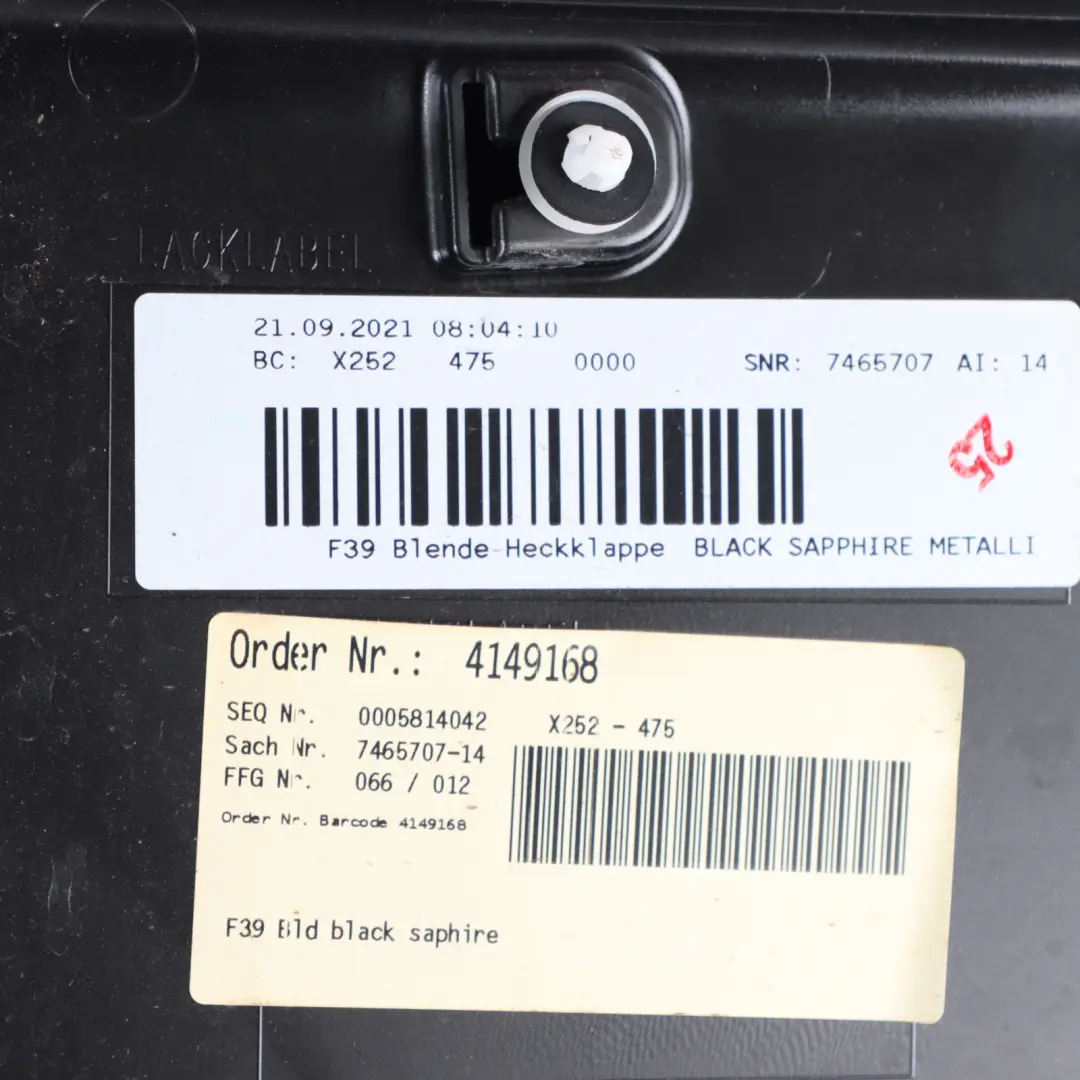 LACKLABEL
21.09.2021 08:04:10
BC: X252 475 0000 SNR: 7465707 AI: 14
25
F39 Blende-Heckklappe BLACK SAPPHIRE METALLI
Order Nr.: 4149168
SEQ Nr. 0005814042 X252 - 475
Sach Nr. 7465707-14
FFG Nr. 066 / 012
Order Nr. Barcode 4149168
F39 Bld black saphire